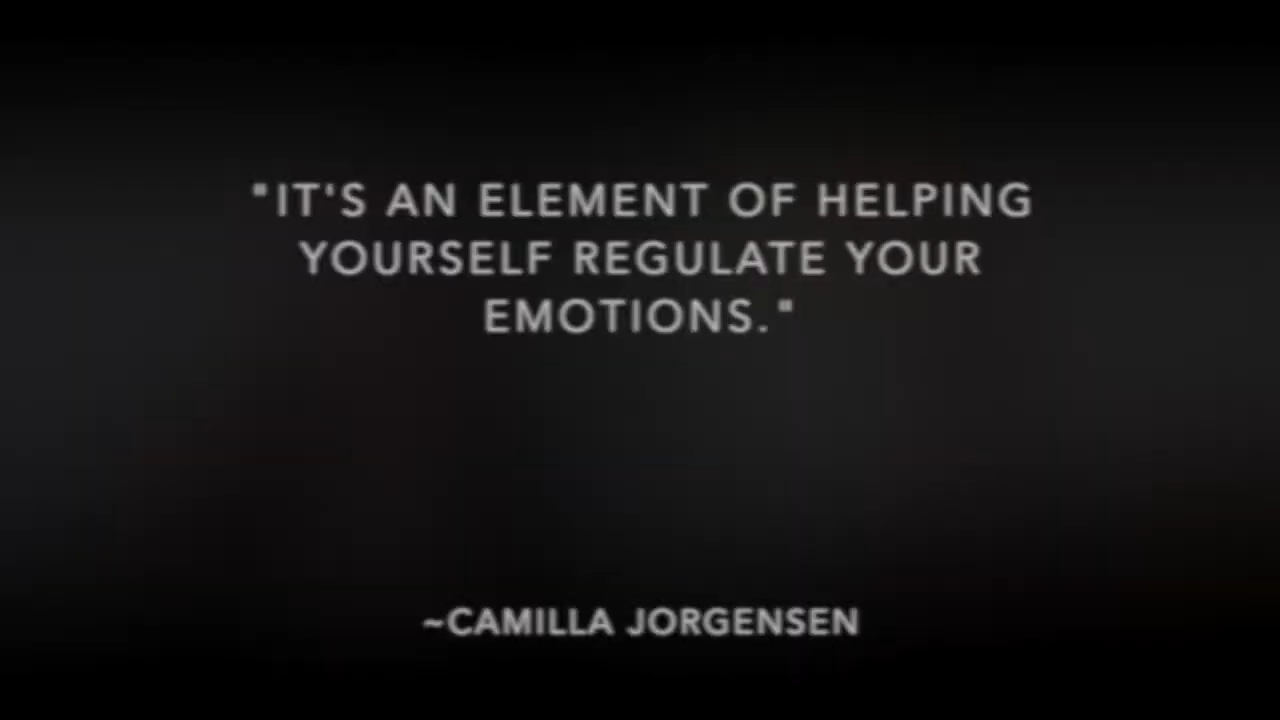 "IT'S AN ELEMENT OF HELPING
YOURSELF REGULATE YOUR
EMOTIONS."
~CAMILLA JORGENSEN